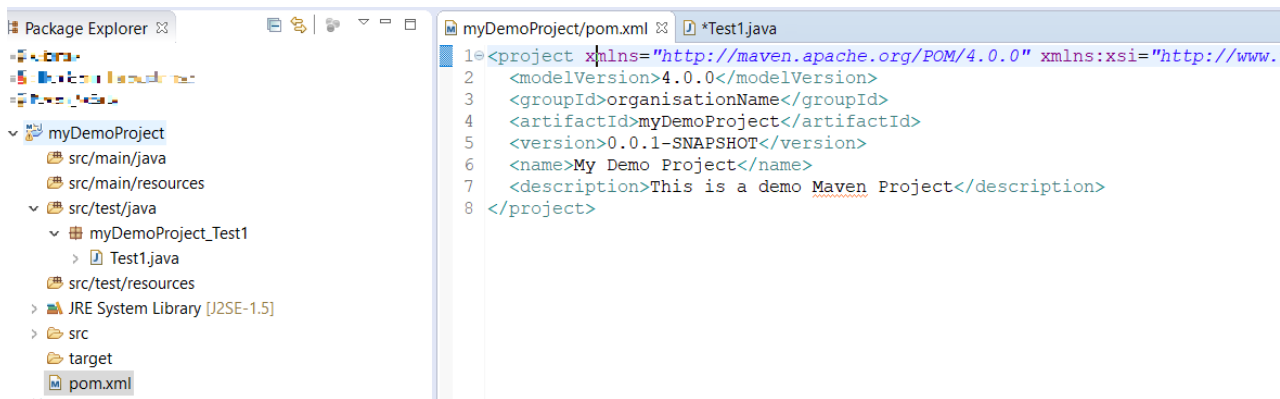 Package Explorer
myDemoProject
src/main/java
src/main/resources
src/test/java
myDemoProject_Test1
Test1.java
src/test/resources
JRE System Library [J2SE-1.5]
src
target
pom.xml
myDemoProject/pom.xml *Test1.java
1 <project xmlns="http://maven.apache.org/POM/4.0.0" xmlns:xsi="http://www.
2 <modelVersion>4.0.0</modelVersion>
3 <groupId>organisationName</groupId>
4 <artifactId>myDemoProject</artifactId>
5 <version>0.0.1-SNAPSHOT</version>
6 <name>My Demo Project</name>
7 <description>This is a demo Maven Project</description>
8 </project>